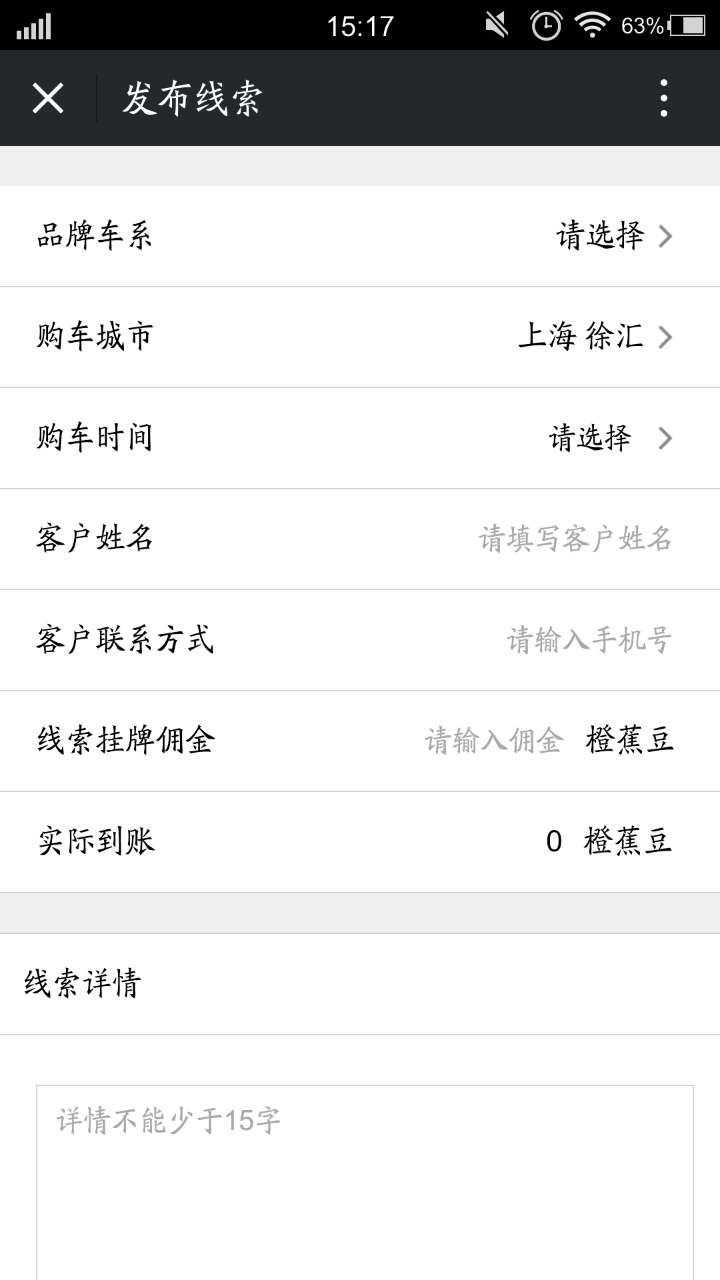 15:17 63%
发布线索
品牌车系 请选择
购车城市 上海 徐汇
购车时间 请选择
客户姓名 请填写客户姓名
客户联系方式 请输入手机号
线索挂牌佣金 请输入佣金 橙蕉豆
实际到账 0 橙蕉豆
线索详情
详情不能少于15字